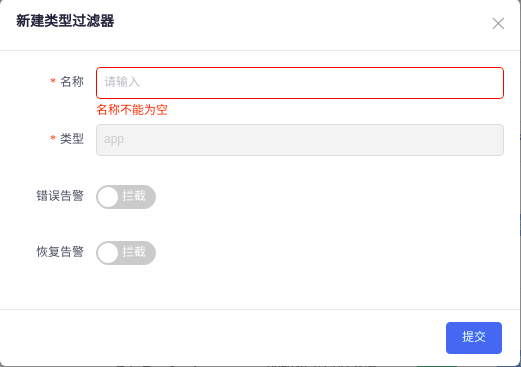 新建类型过滤器
* 名称
请输入
名称不能为空
* 类型
app
错误告警
拦截
恢复告警
拦截
提交